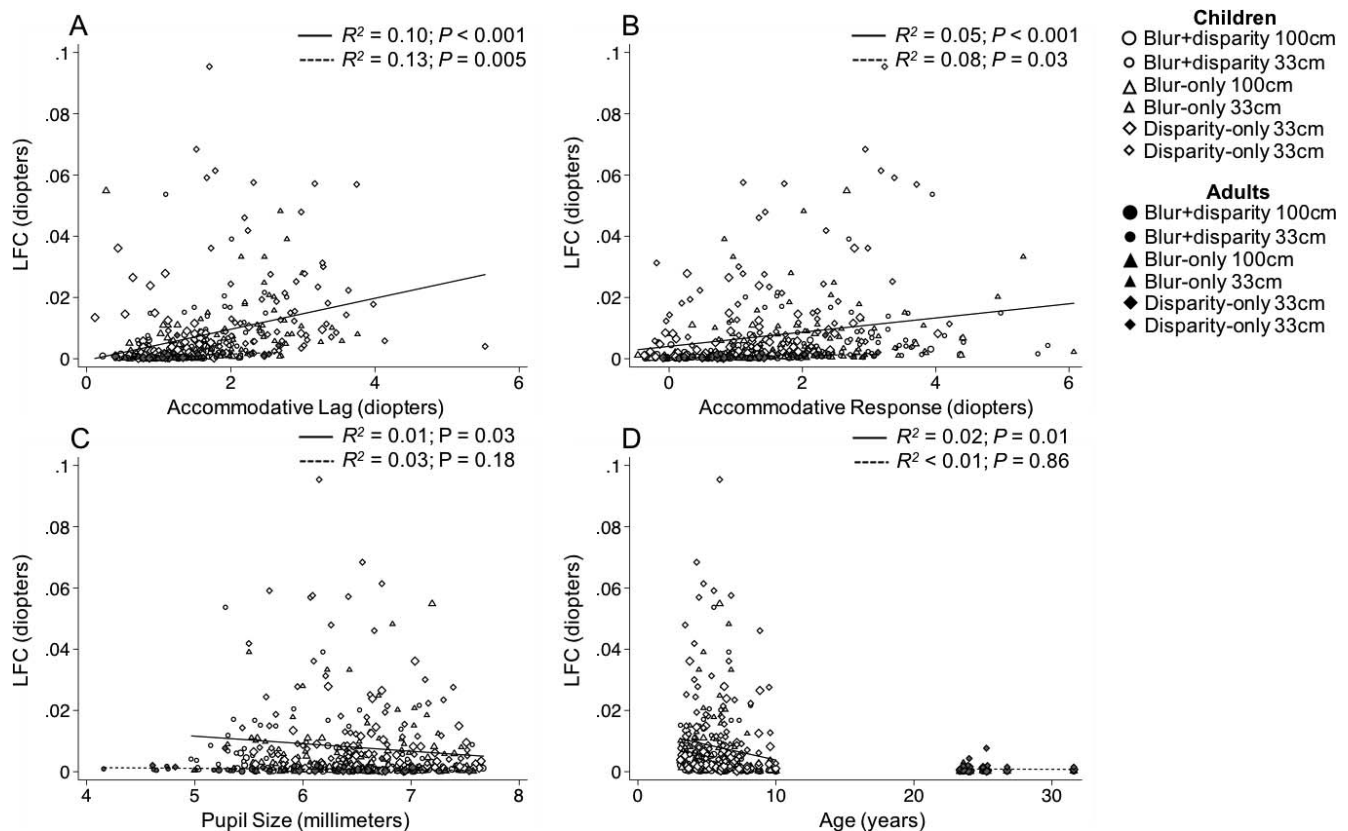 A
R² = 0.10; P < 0.001
R² = 0.13; P = 0.005
.1
.08
.06
.04
.02
0
LFC (diopters)
0 2 4 6
Accommodative Lag (diopters)
B
R² = 0.05; P < 0.001
R² = 0.08; P = 0.03
.1
.08
.06
.04
.02
0
LFC (diopters)
0 2 4 6
Accommodative Response (diopters)
C
R² = 0.01; P = 0.03
R² = 0.03; P = 0.18
.1
.08
.06
.04
.02
0
LFC (diopters)
4 5 6 7 8
Pupil Size (millimeters)
D
R² = 0.02; P = 0.01
R² < 0.01; P = 0.86
.1
.08
.06
.04
.02
0
LFC (diopters)
0 10 20 30
Age (years)
Children
Blur+disparity 100cm
Blur+disparity 33cm
Blur-only 100cm
Blur-only 33cm
Disparity-only 33cm
Disparity-only 33cm
Adults
Blur+disparity 100cm
Blur+disparity 33cm
Blur-only 100cm
Blur-only 33cm
Disparity-only 33cm
Disparity-only 33cm